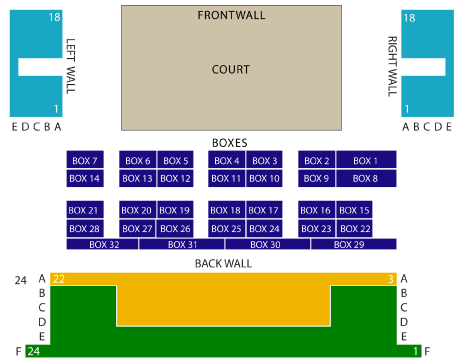 FRONTWALL
18 18
COURT
LEFT WALL RIGHT WALL
1 1
E D C B A A B C D E
BOXES
BOX 7 BOX 6 BOX 5 BOX 4 BOX 3 BOX 2 BOX 1
BOX 14 BOX 13 BOX 12 BOX 11 BOX 10 BOX 9 BOX 8
BOX 21 BOX 20 BOX 19 BOX 18 BOX 17 BOX 16 BOX 15
BOX 28 BOX 27 BOX 26 BOX 25 BOX 24 BOX 23 BOX 22
BOX 32 BOX 31 BOX 30 BOX 29
BACK WALL
24 A 22 3 A
B B
C C
D D
E E
F 24 1 F